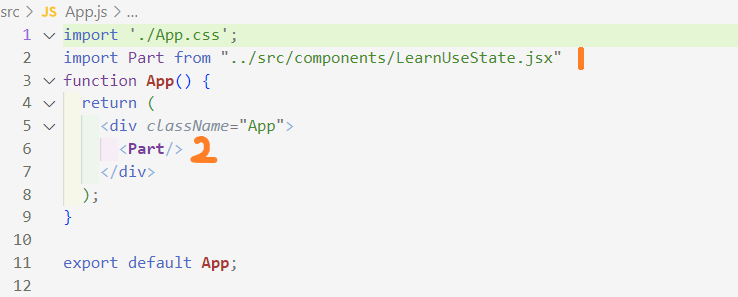 src > JS App.js > ...
1 import './App.css';
2 import Part from "../src/components/LearnUseState.jsx" 1
3 function App() {
4 return (
5 <div className="App">
6 <Part/> 2
7 </div>
8 );
9 }
10
11 export default App;
12